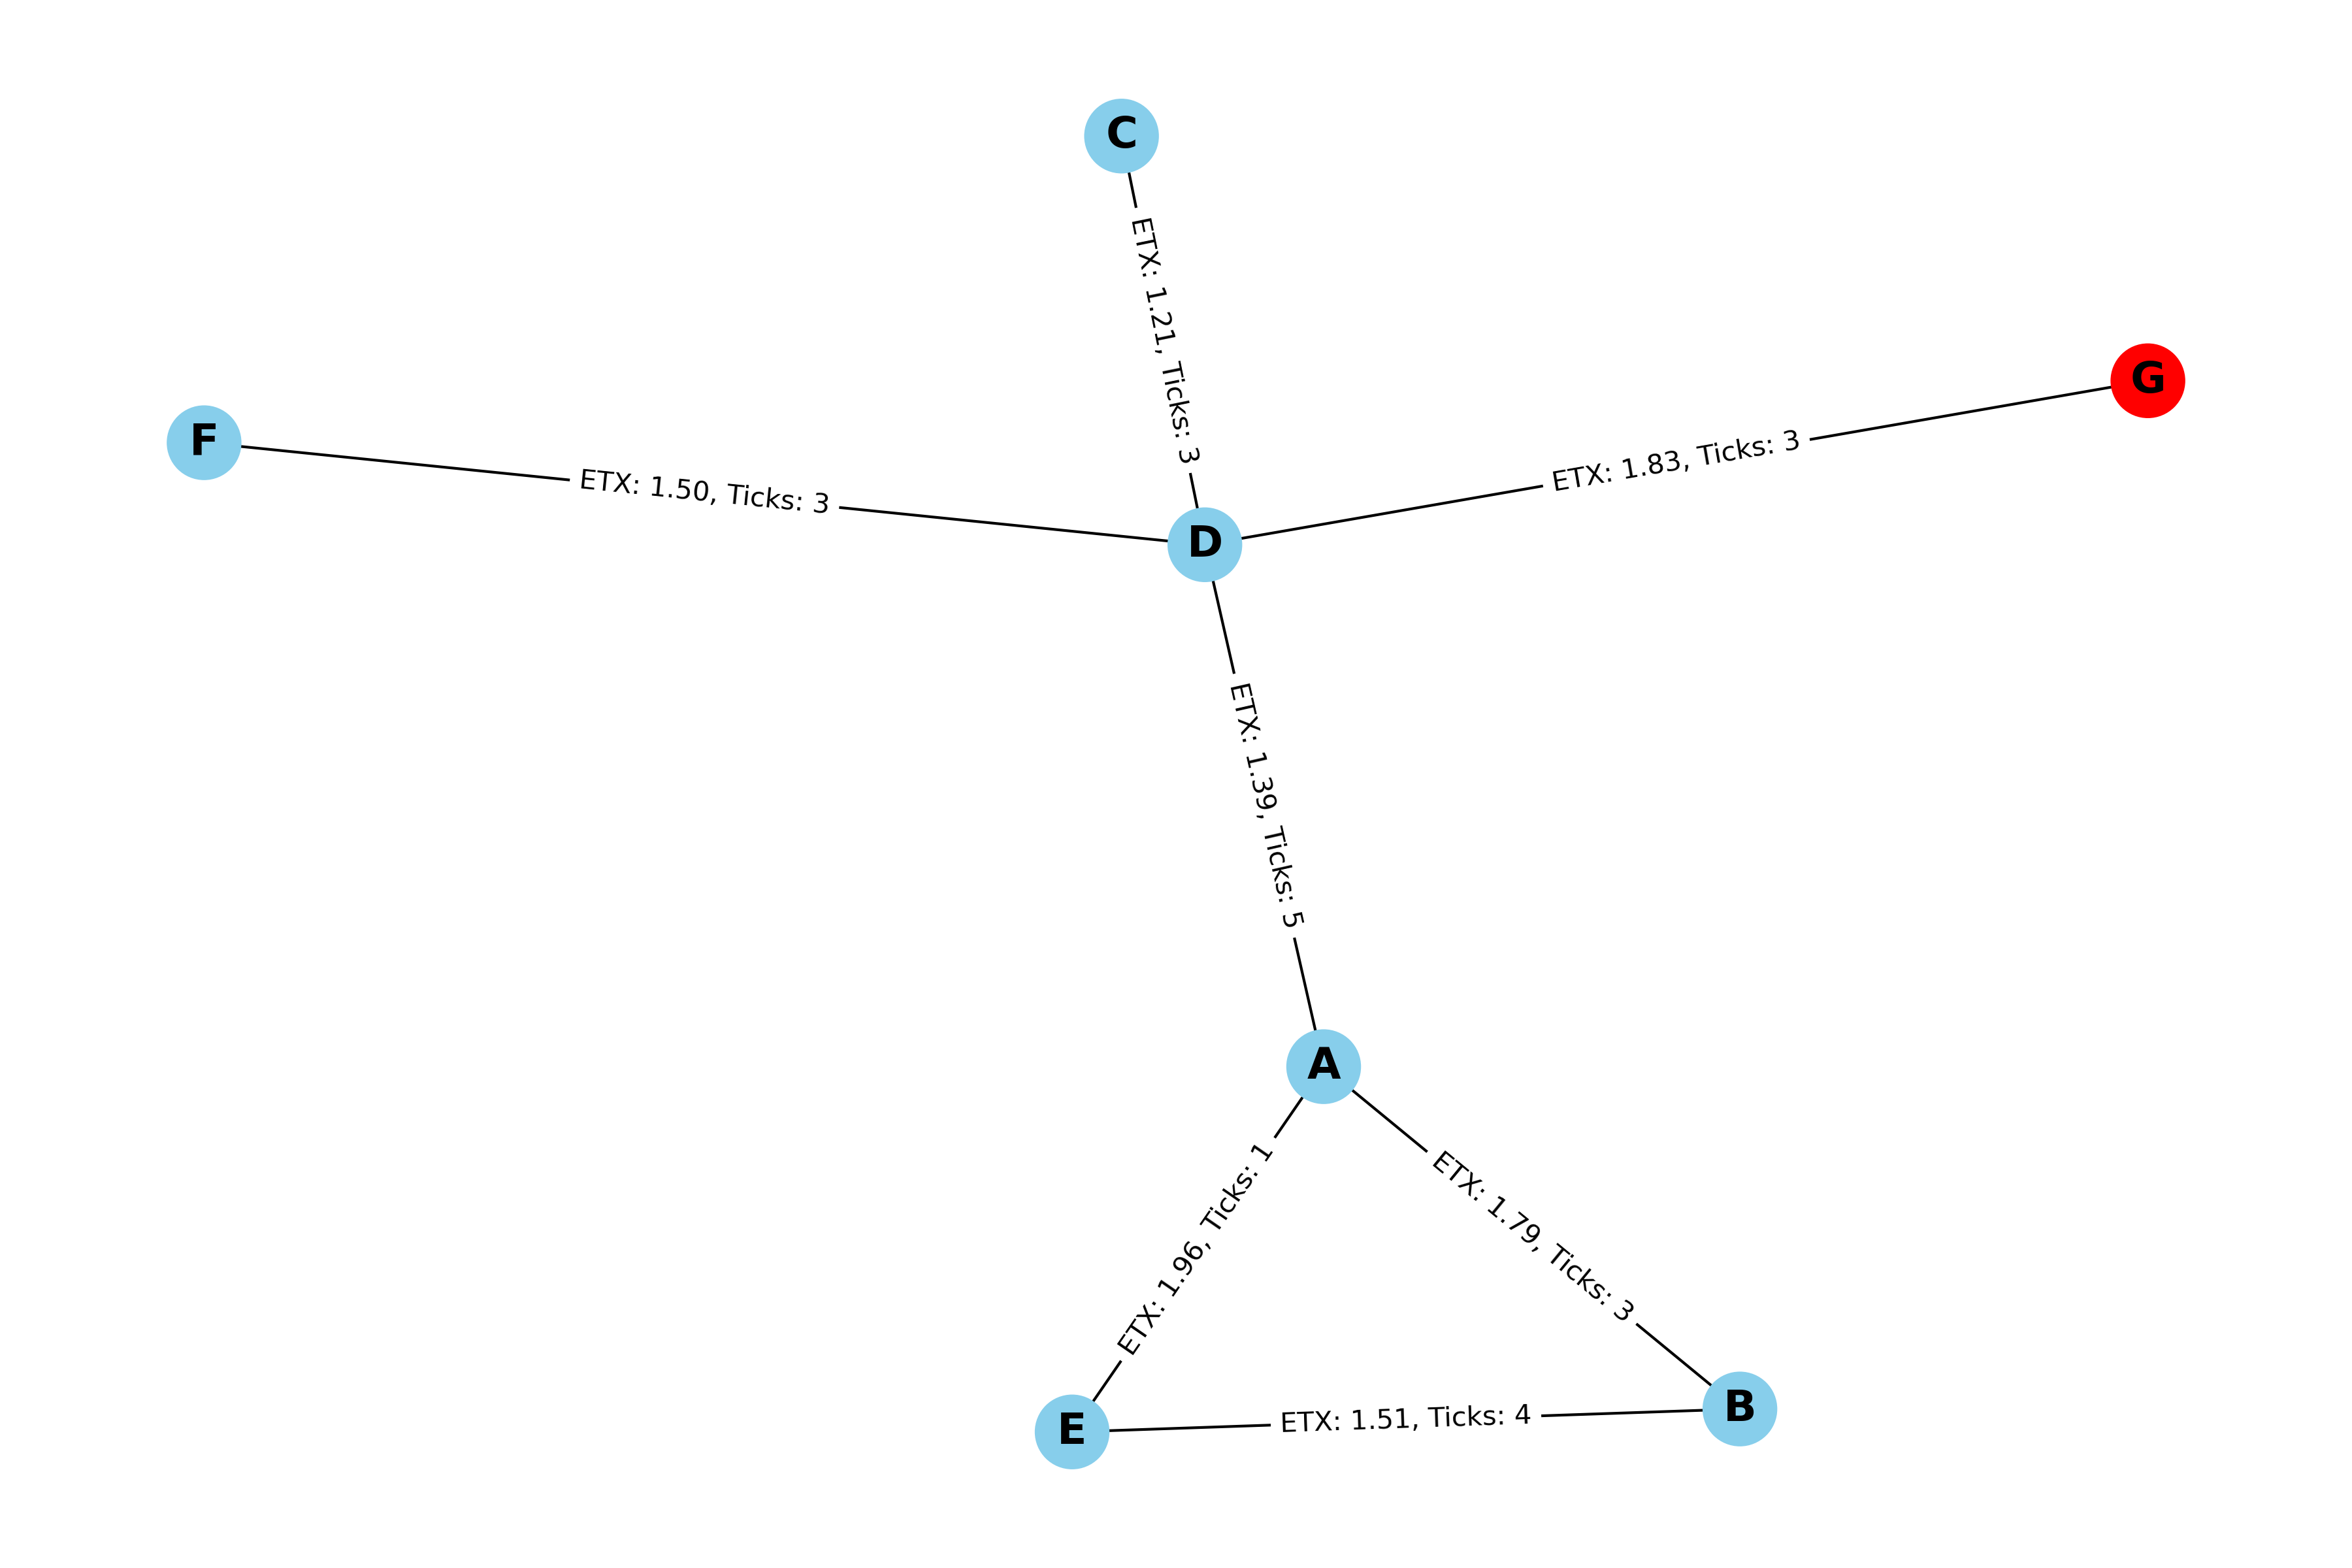 C
ETX: 1.21, Ticks: 3
G
F
ETX: 1.50, Ticks: 3
ETX: 1.83, Ticks: 3
D
ETX: 1.39, Ticks: 5
A
ETX: 1.96, Ticks: 1
ETX: 1.79, Ticks: 3
E
ETX: 1.51, Ticks: 4
B